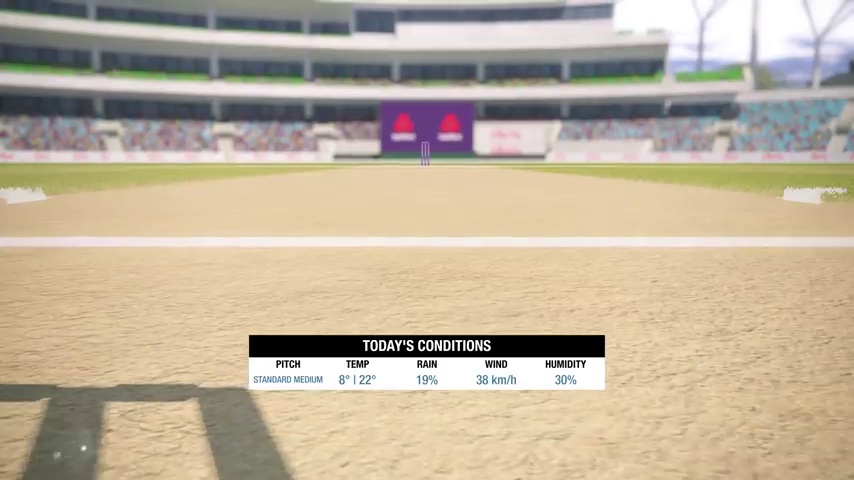 TODAY'S CONDITIONS
PITCH TEMP RAIN WIND HUMIDITY
STANDARD MEDIUM 8° | 22° 19% 38 km/h 30%